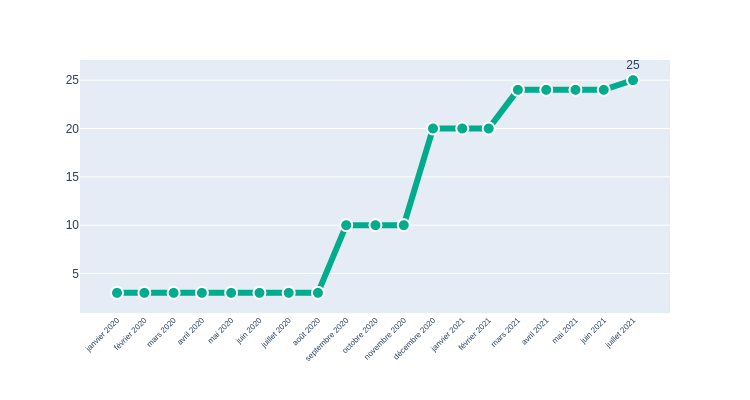 25
25
20
15
10
5
janvier 2020
février 2020
mars 2020
avril 2020
mai 2020
juin 2020
juillet 2020
août 2020
septembre 2020
octobre 2020
novembre 2020
décembre 2020
janvier 2021
février 2021
mars 2021
avril 2021
mai 2021
juin 2021
juillet 2021